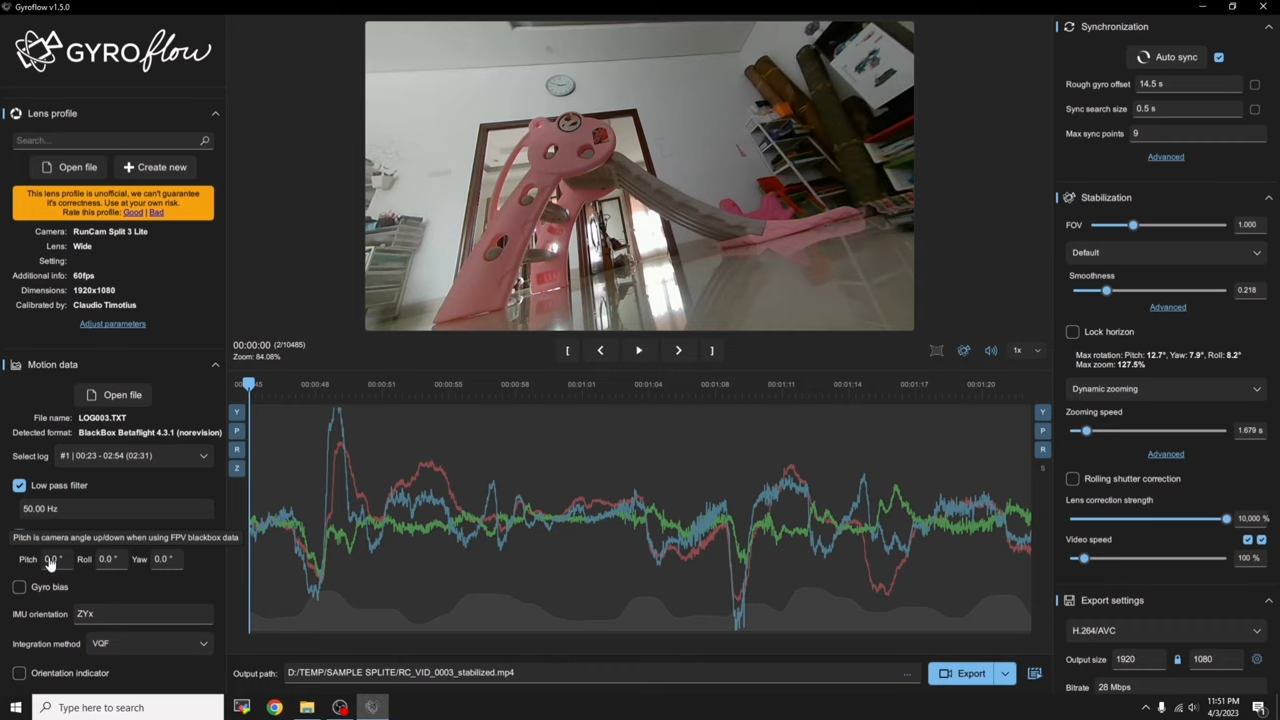 Gyroflow v1.5.0
GYROflow
Lens profile
Search...
Open file
Create new
This lens profile is unofficial, we can't guarantee
it's correctness. Use at your own risk.
Rate this profile: Good | Bad
Camera: RunCam Split 3 Lite
Lens: Wide
Setting:
Additional info: 60fps
Dimensions: 1920x1080
Calibrated by: Claudio Timotius
Adjust parameters
Motion data
Open file
File name: LOG003.TXT
Detected format: BlackBox Betaflight 4.3.1 (norevision)
Select log #1 | 00:23 - 02:54 (02:31)
Low pass filter
50.00 Hz
Pitch is camera angle up/down when using FPV blackbox data
Pitch 0.0 ° Roll 0.0 ° Yaw 0.0 °
Gyro bias
IMU orientation ZYx
Integration method VQF
Orientation indicator
00:00:00 (2/10485)
Zoom: 84.08%
[ ]
1x
00:00:48 00:00:51 00:00:55 00:00:58 00:01:01 00:01:04 00:01:08 00:01:11 00:01:14 00:01:17 00:01:20
Y
P
R
Z
Y
P
R
S
Output path: D:/TEMP/SAMPLE SPLITE/RC_VID_0003_stabilized.mp4 ...
Export
Synchronization
Auto sync
Rough gyro offset 14.5 s
Sync search size 0.5 s
Max sync points 9
Advanced
Stabilization
FOV 1.000
Default
Smoothness
0.218
Advanced
Lock horizon
Max rotation: Pitch: 12.7°, Yaw: 7.9°, Roll: 8.2°
Max zoom: 127.5%
Dynamic zooming
Zooming speed
1.679 s
Advanced
Rolling shutter correction
Lens correction strength
10,000 %
Video speed
100 %
Export settings
H.264/AVC
Output size 1920 1080
Bitrate 28 Mbps
Type here to search
11:51 PM
4/3/2023
1